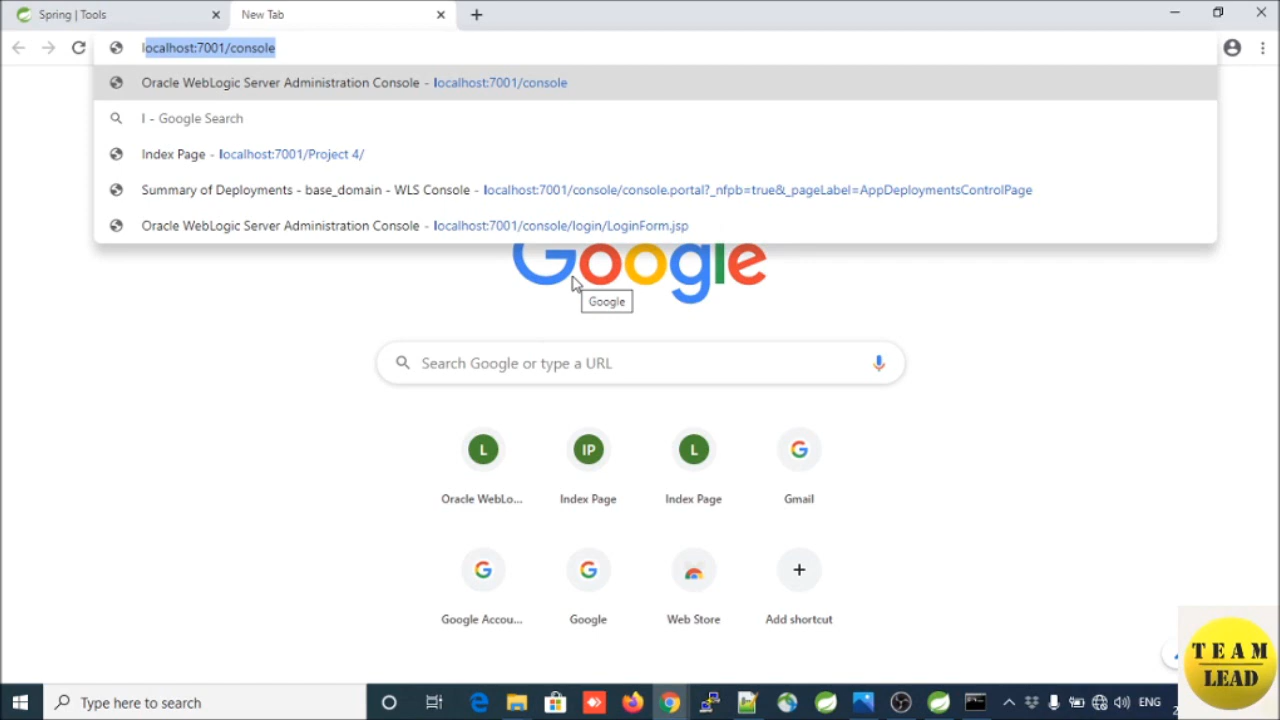 Spring | Tools
New Tab
localhost:7001/console
Oracle WebLogic Server Administration Console - localhost:7001/console
l - Google Search
Index Page - localhost:7001/Project 4/
Summary of Deployments - base_domain - WLS Console - localhost:7001/console/console.portal?_nfpb=true&_pageLabel=AppDeploymentsControlPage
Oracle WebLogic Server Administration Console - localhost:7001/console/login/LoginForm.jsp
Google
Google
Search Google or type a URL
L
IP
L
G
Oracle WebLo...
Index Page
Index Page
Gmail
G
G
Google Accou...
Google
Web Store
Add shortcut
TEAM
LEAD
Type here to search
ENG